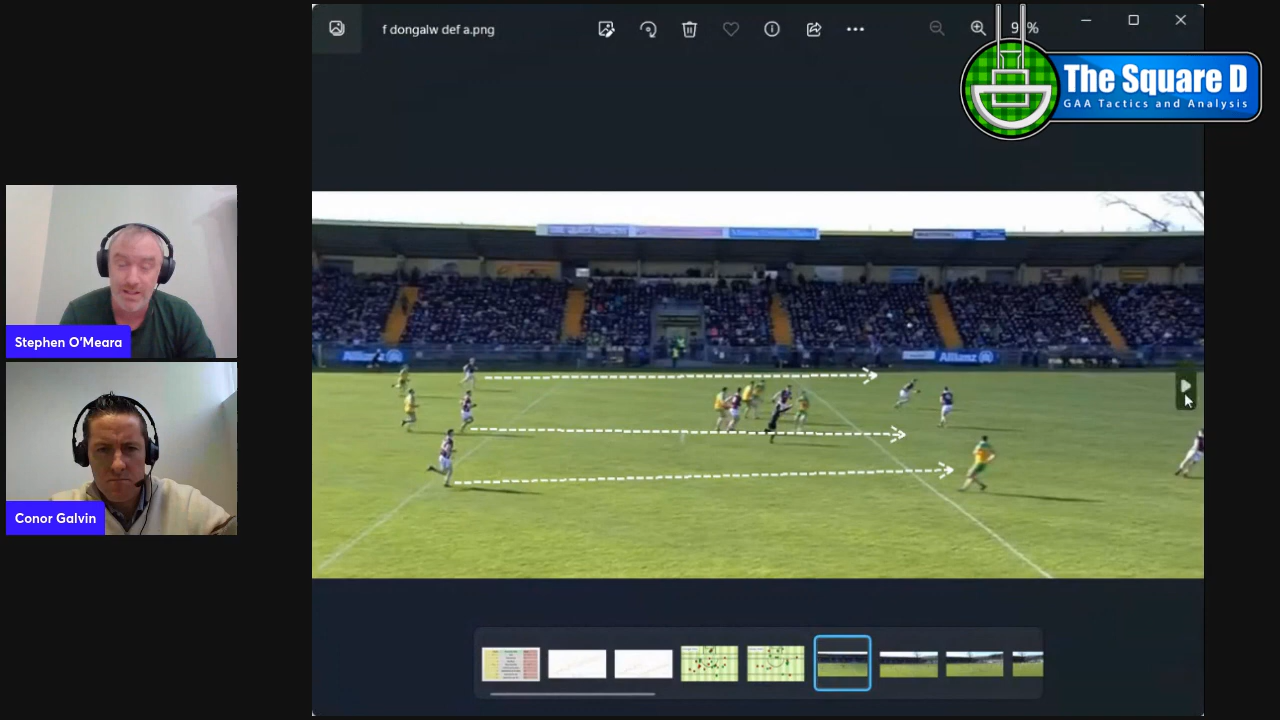 f dongalw def a.png
The Square D
GAA Tactics and Analysis
Stephen O'Meara
Conor Galvin
Allianz
Allianz